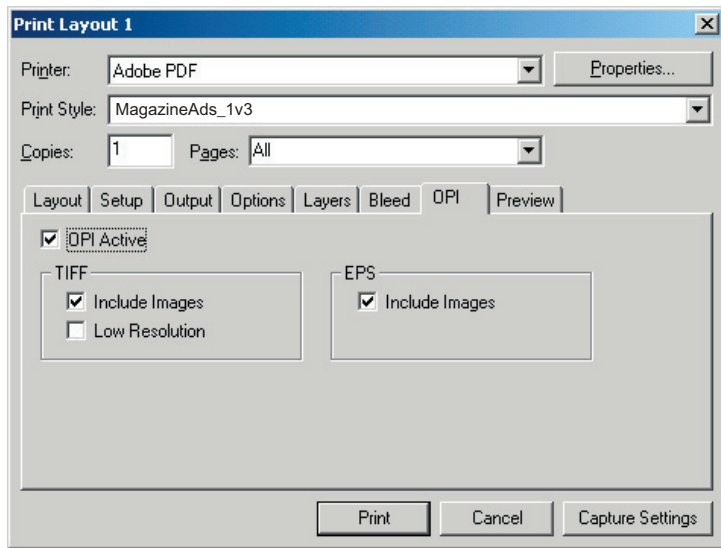 Print Layout 1
Printer: Adobe PDF Properties...
Print Style: MagazineAds_1v3
Copies: 1 Pages: All
Layout Setup Output Options Layers Bleed OPI Preview
OPI Active
TIFF EPS
Include Images Include Images
Low Resolution
Print Cancel Capture Settings